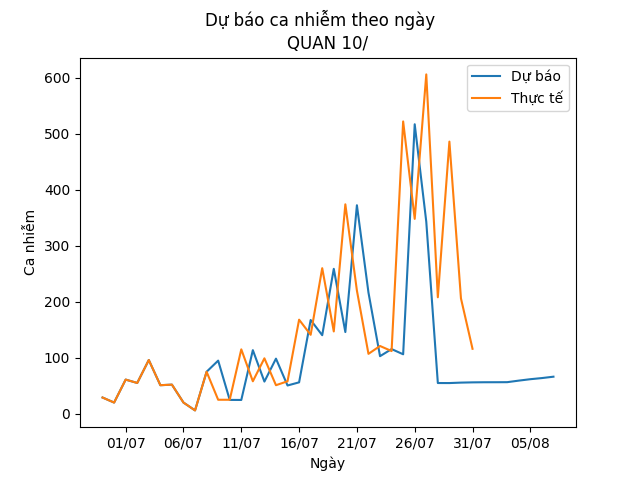 Dự báo ca nhiễm theo ngày
QUAN 10/
Dự báo
Thực tế
Ca nhiễm
600
500
400
300
200
100
0
01/07 06/07 11/07 16/07 21/07 26/07 31/07 05/08
Ngày